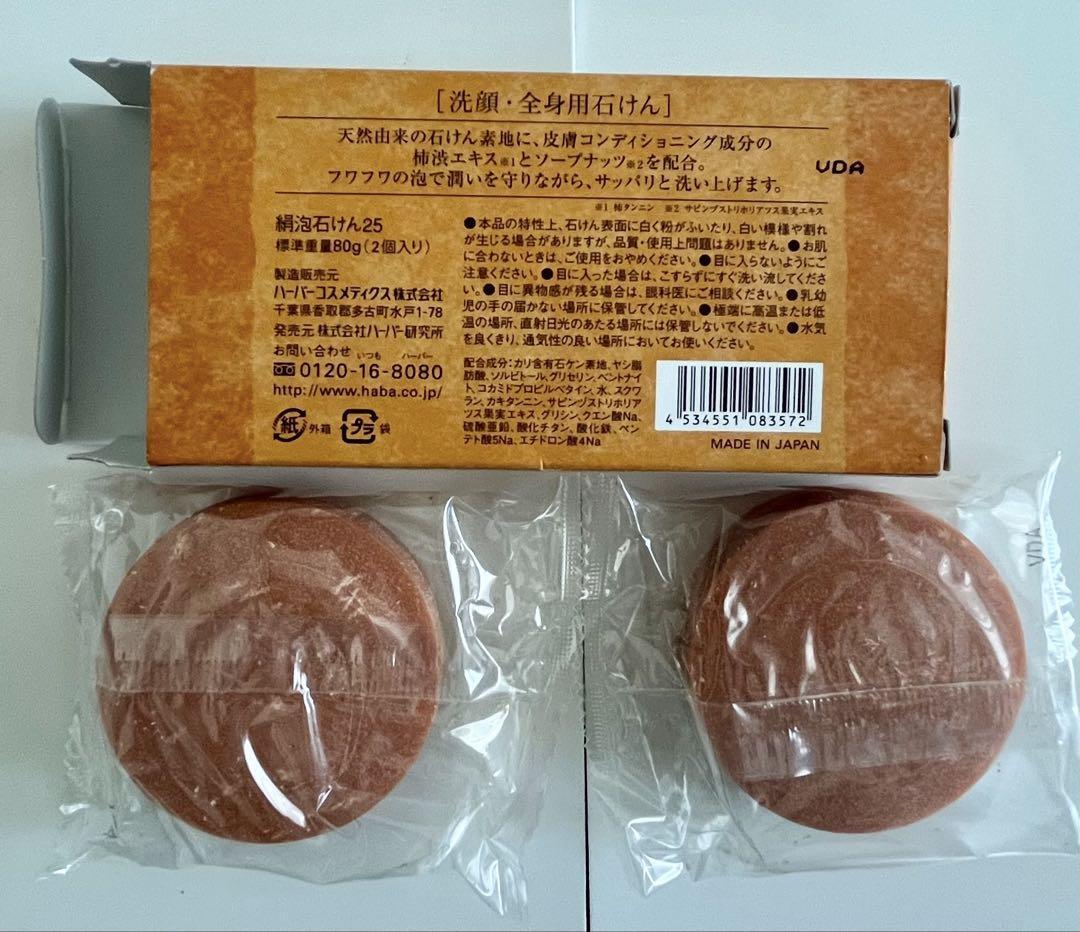 [洗顔・全身用石けん]
天然由来の石けん素地に、皮膚コンディショニング成分の
柿渋エキス※1とソープナッツ※2を配合。
フワフワの泡で潤いを守りながら、サッパリと洗い上げます。
※1 柿タンニン ※2 サピンズストリホリアツス果実エキス
VDA
絹泡石けん25
標準重量80g(2個入り)
製造販売元
ハーバーコスメティクス株式会社
千葉県香取郡多古町水戸1-78
発売元 株式会社ハーバー研究所
お問い合わせ いつも ハーバー
0120-16-8080
http://www.haba.co.jp/
紙 外箱 プラ 袋
●本品の特性上、石けん表面に白く粉がふいたり、白い模様や割れ
が生じる場合がありますが、品質・使用上問題はありません。●お肌
に合わないときは、ご使用をおやめください。●目に入らないようにご
注意ください。●目に入った場合は、こすらずにすぐ洗い流してくださ
い。●目に異物感が残る場合は、眼科医にご相談ください。●乳幼
児の手の届かない場所に保管してください。●極端に高温または低
温の場所、直射日光のあたる場所には保管しないでください。●水気
を良くきり、通気性の良い場所においてお使いください。
配合成分:カリ含有石ケン素地、ヤシ脂
肪酸、ソルビトール、グリセリン、ベントナイ
ト、コカミドプロピルベタイン、水、スクワ
ラン、カキタンニン、サピンズストリホリア
ツス果実エキス、グリシン、クエン酸Na、
硫酸亜鉛、酸化チタン、酸化鉄、ペン
テト酸5Na、エチドロン酸4Na
4 534551 083572
MADE IN JAPAN
VDA